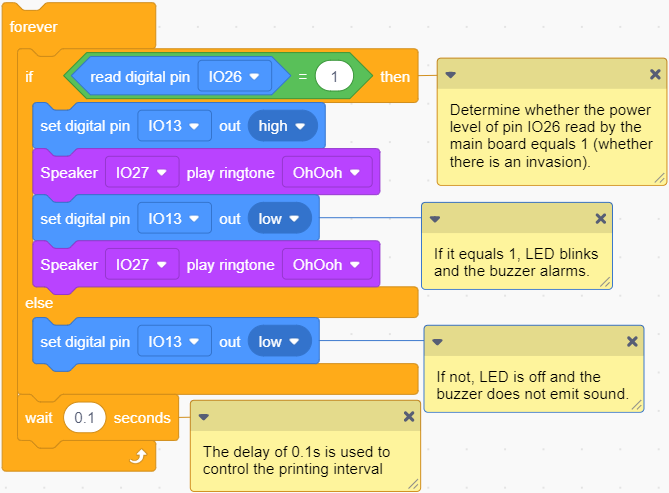 forever
if read digital pin IO26 = 1 then
Determine whether the power
level of pin IO26 read by the
main board equals 1 (whether
there is an invasion).
set digital pin IO13 out high
Speaker IO27 play ringtone OhOoh
set digital pin IO13 out low
If it equals 1, LED blinks
and the buzzer alarms.
Speaker IO27 play ringtone OhOoh
else
set digital pin IO13 out low
If not, LED is off and the
buzzer does not emit sound.
wait 0.1 seconds
The delay of 0.1s is used to
control the printing interval